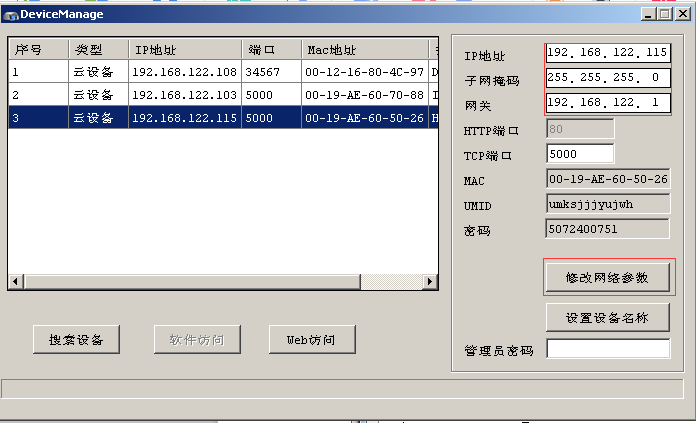 DeviceManage
序号 类型 IP地址 端口 Mac地址
1 云设备 192.168.122.108 34567 00-12-16-80-4C-97 D
2 云设备 192.168.122.103 5000 00-19-AE-60-70-88
3 云设备 192.168.122.115 5000 00-19-AE-60-50-26 H
搜索设备 软件访问 Web访问
IP地址 192.168.122.115
子网掩码 255.255.255. 0
网关 192.168.122. 1
HTTP端口 80
TCP端口 5000
MAC 00-19-AE-60-50-26
UMID umksjjjyujwh
密码 5072400751
修改网络参数
设置设备名称
管理员密码